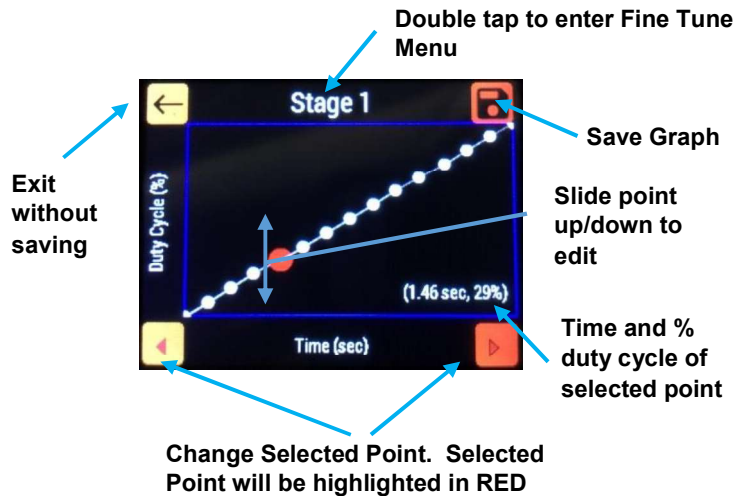 Double tap to enter Fine Tune
Menu
Stage 1
Save Graph
Exit
without
saving
Duty Cycle (%)
Slide point
up/down to
edit
(1.46 sec, 29%)
Time (sec)
Time and %
duty cycle of
selected point
Change Selected Point.  Selected
Point will be highlighted in RED